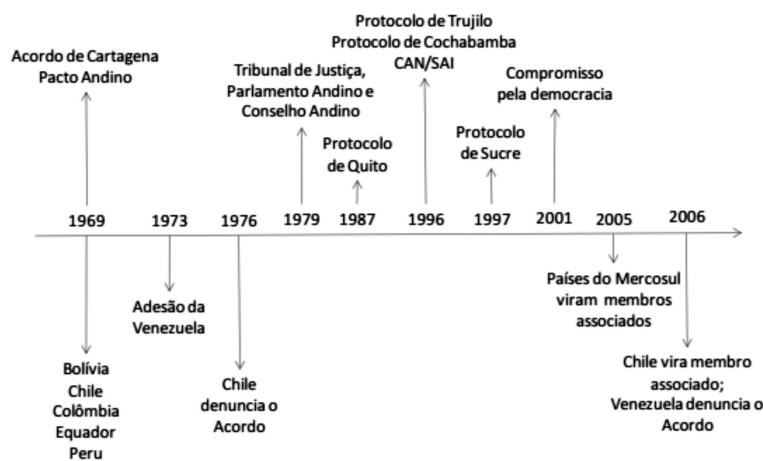 Acordo de Cartagena
Pacto Andino
Tribunal de Justiça,
Parlamento Andino e
Conselho Andino
Protocolo
de Quito
Protocolo de Trujilo
Protocolo de Cochabamba
CAN/SAI
Protocolo
de Sucre
Compromisso
pela democracia
1969
1973
1976
1979
1987
1996
1997
2001
2005
2006
Bolívia
Chile
Colômbia
Equador
Peru
Adesão da
Venezuela
Chile
denuncia o
Acordo
Países do Mercosul
viram membros
associados
Chile vira membro
associado;
Venezuela denuncia o
Acordo